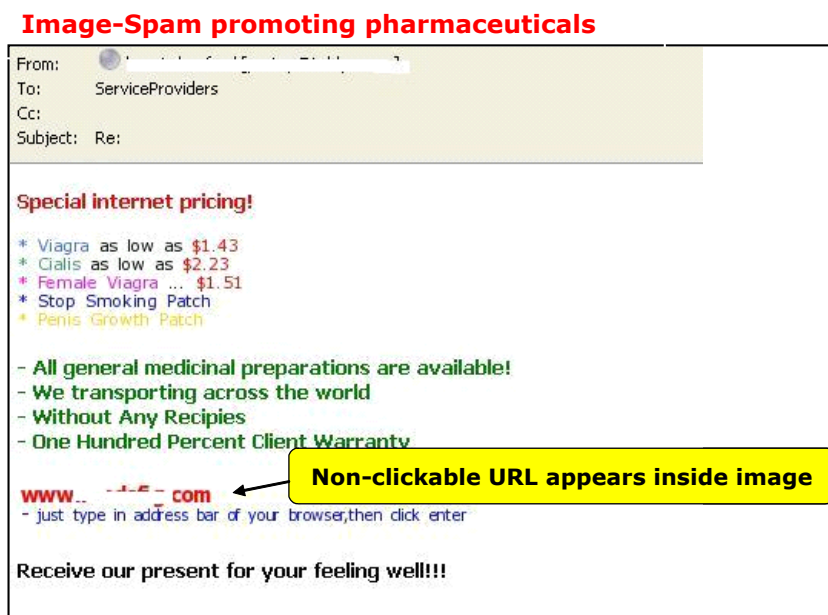 Image-Spam promoting pharmaceuticals
From:
To: ServiceProviders
Cc:
Subject: Re:
Special internet pricing!
* Viagra as low as $1.43
* Cialis as low as $2.23
* Female Viagra ... $1.51
* Stop Smoking Patch
* Penis Growth Patch
- All general medicinal preparations are available!
- We transporting across the world
- Without Any Recipies
- One Hundred Percent Client Warranty
Non-clickable URL appears inside image
www. com
- just type in address bar of your browser,then click enter
Receive our present for your feeling well!!!